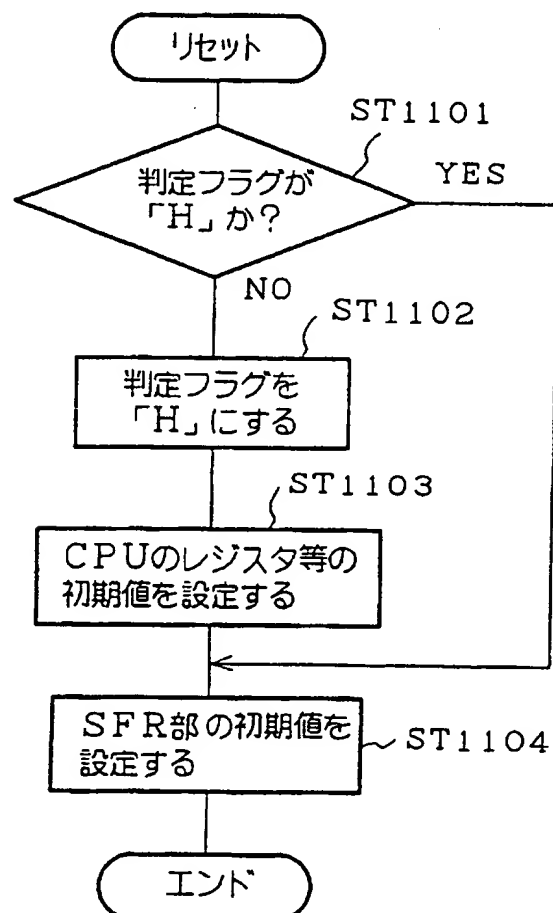 リセット
ST1101
判定フラグが
「H」か?
YES
NO
ST1102
判定フラグを
「H」にする
ST1103
CPUのレジスタ等の
初期値を設定する
SFR部の初期値を
設定する
ST1104
エンド